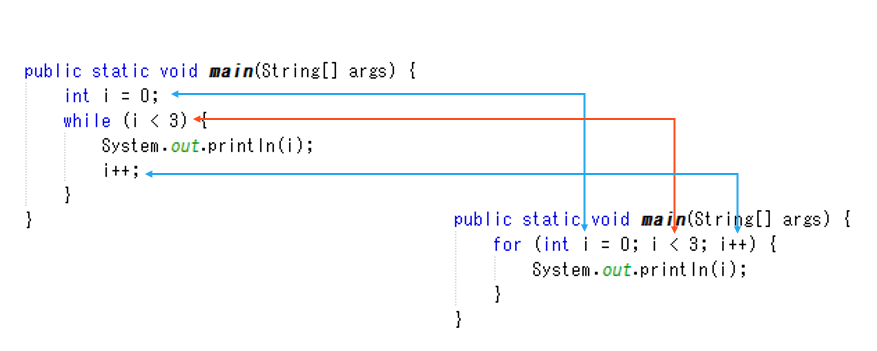 public static void main(String[] args) {
int i = 0;
while (i < 3) {
System.out.println(i);
i++;
}
}
public static void main(String[] args) {
for (int i = 0; i < 3; i++) {
System.out.println(i);
}
}